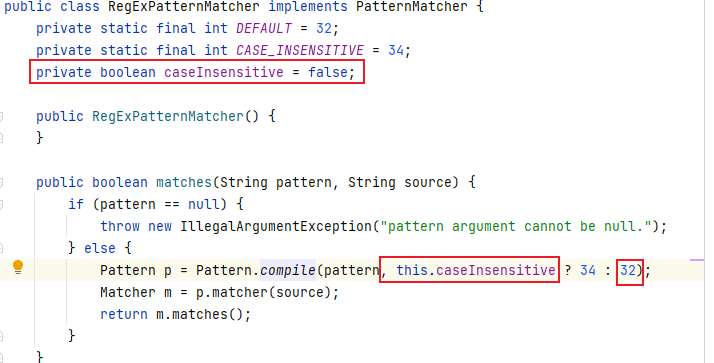 public class RegExPatternMatcher implements PatternMatcher {
private static final int DEFAULT = 32;
private static final int CASE_INSENSITIVE = 34;
private boolean caseInsensitive = false;
public RegExPatternMatcher() {
}
public boolean matches(String pattern, String source) {
if (pattern == null) {
throw new IllegalArgumentException("pattern argument cannot be null.");
} else {
Pattern p = Pattern.compile(pattern, this.caseInsensitive ? 34 : 32);
Matcher m = p.matcher(source);
return m.matches();
}
}